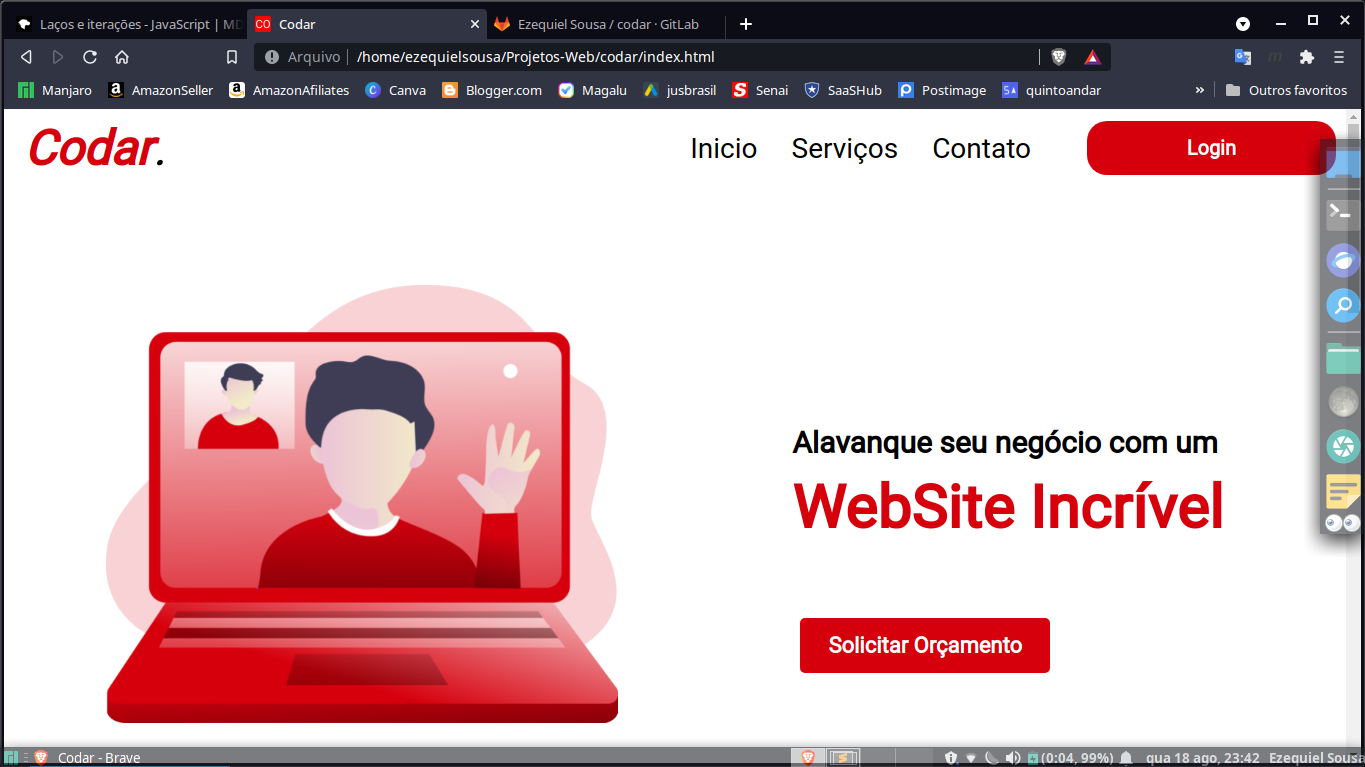 Laços e iterações - JavaScript | MD
CO Codar
Ezequiel Sousa / codar · GitLab
Arquivo /home/ezequielsousa/Projetos-Web/codar/index.html
Manjaro AmazonSeller AmazonAfiliates Canva Blogger.com Magalu jusbrasil Senai SaaSHub Postimage quintoandar » Outros favoritos
Codar.
Inicio Serviços Contato Login
Alavanque seu negócio com um
WebSite Incrível
Solicitar Orçamento
Codar - Brave
(0:04, 99%) qua 18 ago, 23:42 Ezequiel Sousa